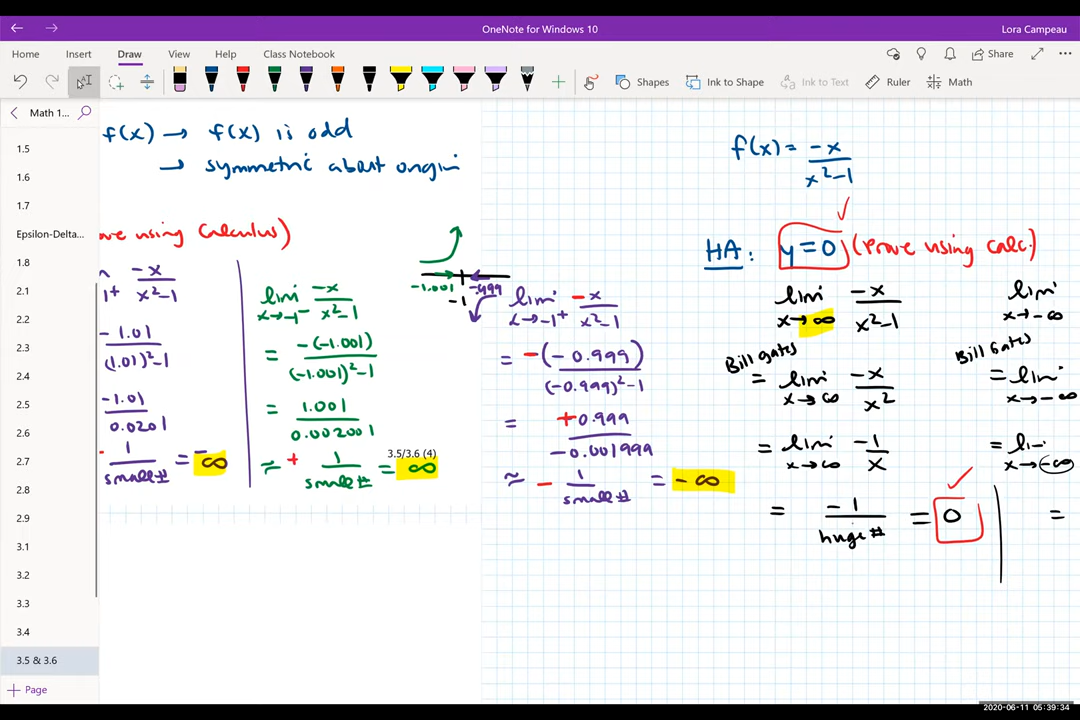 OneNote for Windows 10
Lora Campeau
Home Insert Draw View Help Class Notebook
Share
Shapes Ink to Shape Ink to Text Ruler Math
Math 1...
1.5
1.6
1.7
Epsilon-Delta...
1.8
2.1
2.2
2.3
2.4
2.5
2.6
2.7
2.8
2.9
3.1
3.2
3.3
3.4
3.5 & 3.6
Page
f(x) → f(x) is odd
→ symmetric about origin
ve using Calculus)
-x / x²-1
1+
-1.01 / (1.01)²-1
-1.01 / 0.0201
1 / small # = -∞
lim x→-1⁻ -x / x²-1
= -(-1.001) / (-1.001)²-1
= 1.001 / 0.002001
≈ + 1 / small # = ∞
3.5/3.6 (4)
-1.001 -.999
-1
lim x→-1+ -x / x²-1
= -(-0.999) / (-0.999)²-1
= +0.999 / -0.001999
≈ - 1 / small # = -∞
f(x) = -x / x²-1
HA: y=0 (Prove using calc.)
lim x→∞ -x / x²-1
Bill Gates
= lim x→∞ -x / x²
= lim x→∞ -1 / x
= -1 / huge # = 0
lim x→-∞
Bill Gates
= lim x→-∞
= lim x→-∞
=
2020-06-11 05:39:34